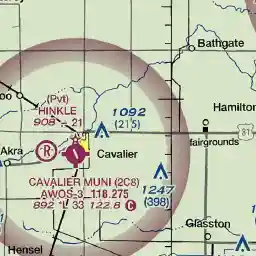 Bathgate
(Pvt)
HINKLE
908 - 21
1092
(215)
Hamilton
81
fairgrounds
Akra
R
Cavalier
CAVALIER MUNI (2C8)
AWOS-3 118.275
892 *L 33 122.8 C
1247
(398)
Glasston
Hensel